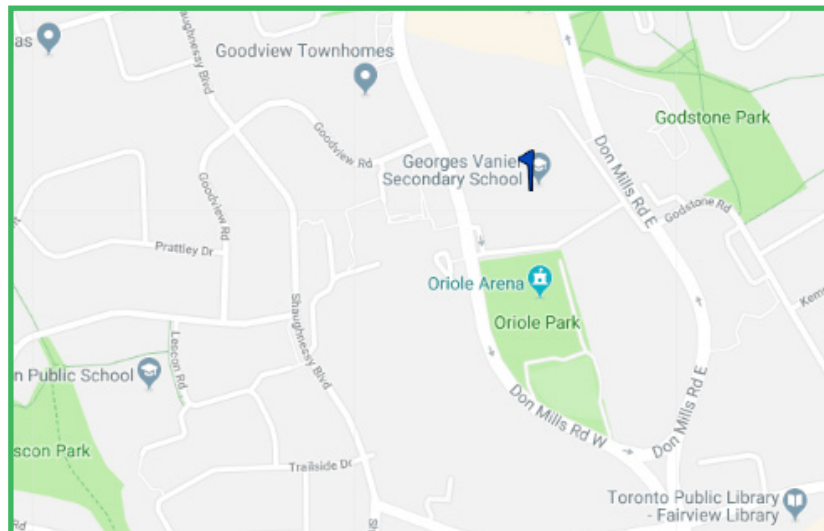 as
Shaughnessy Blvd
Goodview Townhomes
Godstone Park
Goodview Rd
Georges Vanier
Secondary School
Don Mills Rd E
Goodview Rd
Godstone Rd
Prattley Dr
Oriole Arena
Oriole Park
Shaughnessy Blvd
Kems
Lescon Rd
n Public School
Don Mills Rd E
Don Mills Rd W
scon Park
Trailside Dr
Toronto Public Library
- Fairview Library
Rd